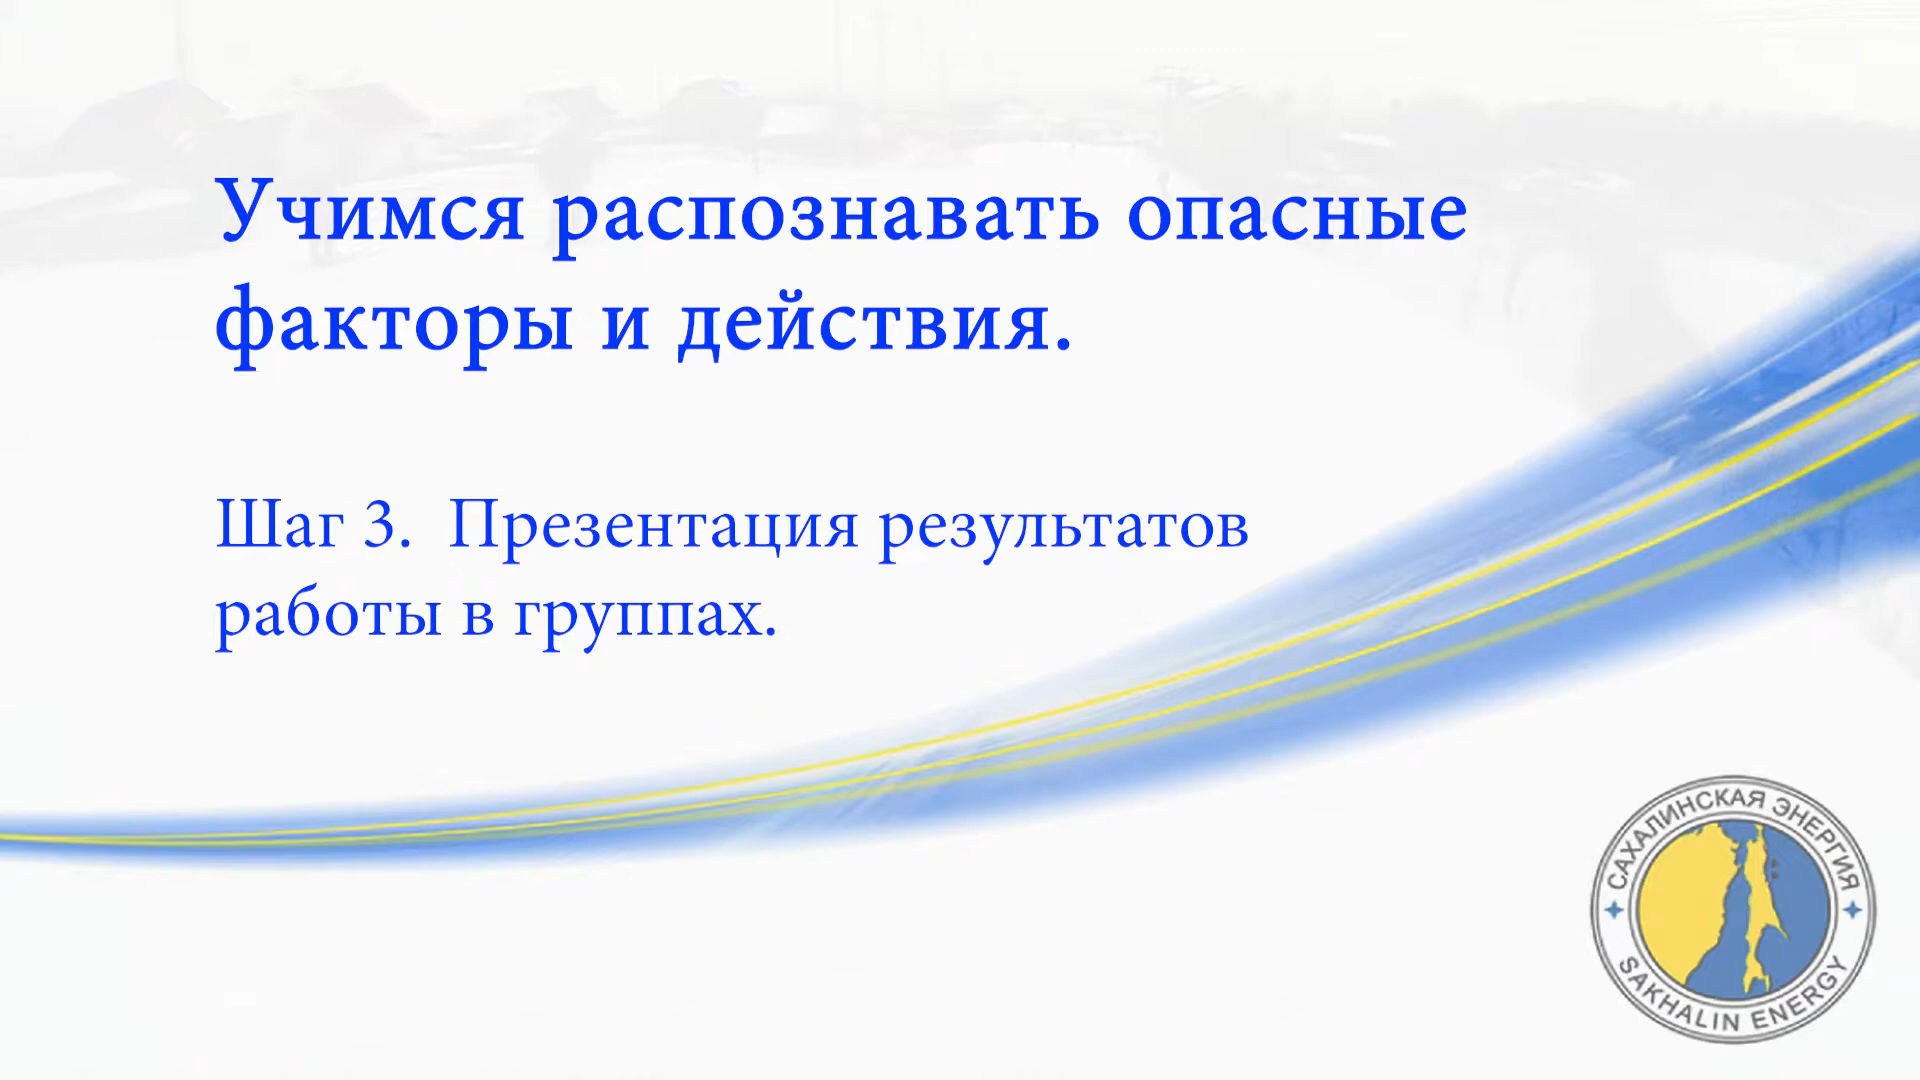 Учимся распознавать опасные
факторы и действия.
Шаг 3. Презентация результатов
работы в группах.
САХАЛИНСКАЯ ЭНЕРГИЯ
SAKHALIN ENERGY